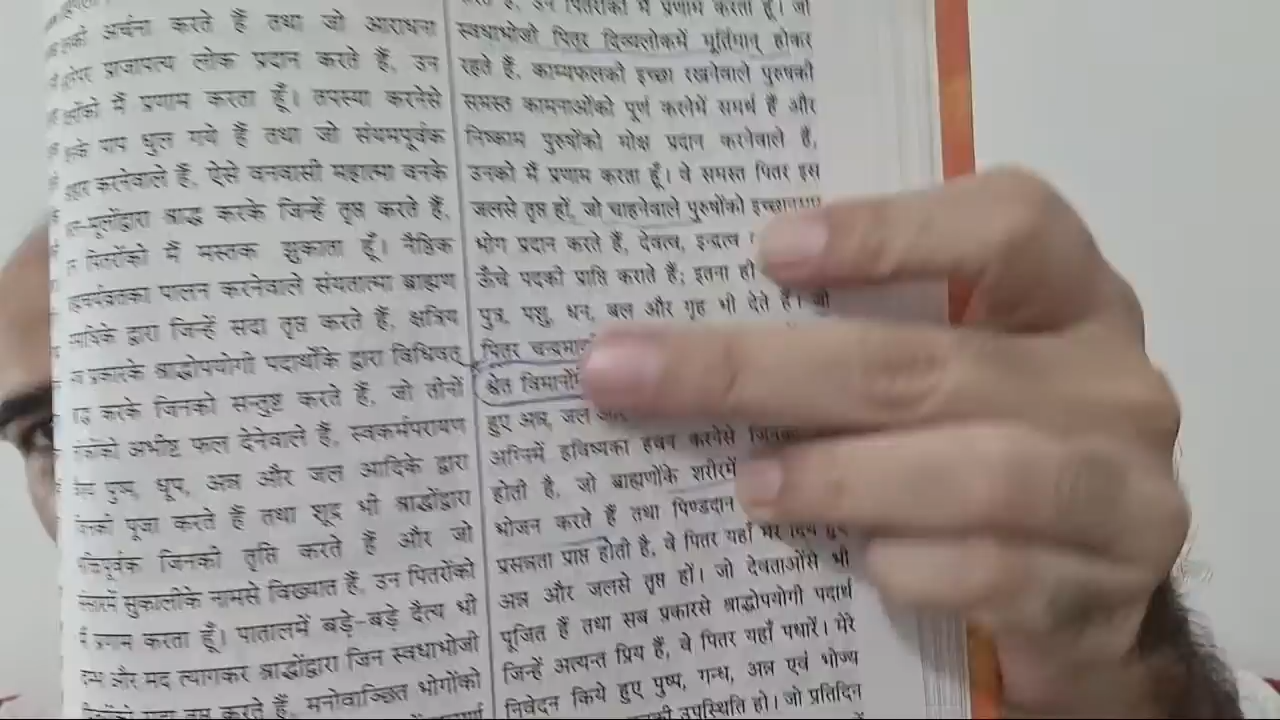 अर्चना करते हैं तथा जो आराधना
प्राजापत्य लोक प्रदान करते हैं, उन
मैं प्रणाम करता हूँ। तपस्या करनेसे
पाप धुल गये हैं तथा जो संयमपूर्वक
करनेवाले हैं, ऐसे वनवासी महात्मा वनके
श्राद्ध करके जिन्हें तृप्त करते हैं,
पितरोंको मैं मस्तक झुकाता हूँ। नैष्ठिक
पालन करनेवाले संयतात्मा ब्राह्मण
द्वारा जिन्हें सदा तृप्त करते हैं, क्षत्रिय
प्रकारके श्राद्धोपयोगी पदार्थोंके द्वारा विधिवत्
करके जिनको सन्तुष्ट करते हैं, जो तीनों
अभीष्ट फल देनेवाले हैं, स्वकर्मपरायण
पुष्प, धूप, अन्न और जल आदिके द्वारा
पूजा करते हैं तथा शूद्र भी श्राद्धोंद्वारा
जिनको तृप्ति करते हैं और जो
सुकालीके नामसे विख्यात हैं, उन पितरोंको
मैं प्रणाम करता हूँ। पातालमें बड़े-बड़े दैत्य भी
और मद त्यागकर श्राद्धोंद्वारा जिन स्वधाभोजी
तृप्त करते हैं, मनोवाञ्छित भोगोंको
उन पितरोंको मैं प्रणाम करता हूँ। जो
स्वधाभोजी पितर दिव्यलोकमें मूर्तिमान् होकर
रहते हैं, काम्यफलकी इच्छा रखनेवाले पुरुषकी
समस्त कामनाओंको पूर्ण करनेमें समर्थ हैं और
निष्काम पुरुषोंको मोक्ष प्रदान करनेवाले हैं,
उनको मैं प्रणाम करता हूँ। वे समस्त पितर इस
जलसे तृप्त हों, जो चाहनेवाले पुरुषोंको
भोग प्रदान करते हैं, देवत्व, इन्द्रत्व
ऊँचे पदकी प्राप्ति कराते हैं; इतना ही
पुत्र, पशु, धन, बल और गृह भी देते हैं। जो
पितर
श्वेत
हुए अन्न, जल
अग्निमें हविष्यका हवन करनेसे
होती है, जो ब्राह्मणोंके शरीरमें
भोजन करते हैं तथा पिण्डदान
प्रसन्नता प्राप्त होती है, वे पितर यहाँ मेरे दिये हुए
अन्न और जलसे तृप्त हों। जो देवताओंसे भी
पूजित हैं तथा सब प्रकारसे श्राद्धोपयोगी पदार्थ
जिन्हें अत्यन्त प्रिय हैं, वे पितर यहाँ पधारें। मेरे
निवेदन किये हुए पुष्प, गन्ध, अन्न एवं भोज्य
उपस्थिति हो। जो प्रतिदिन